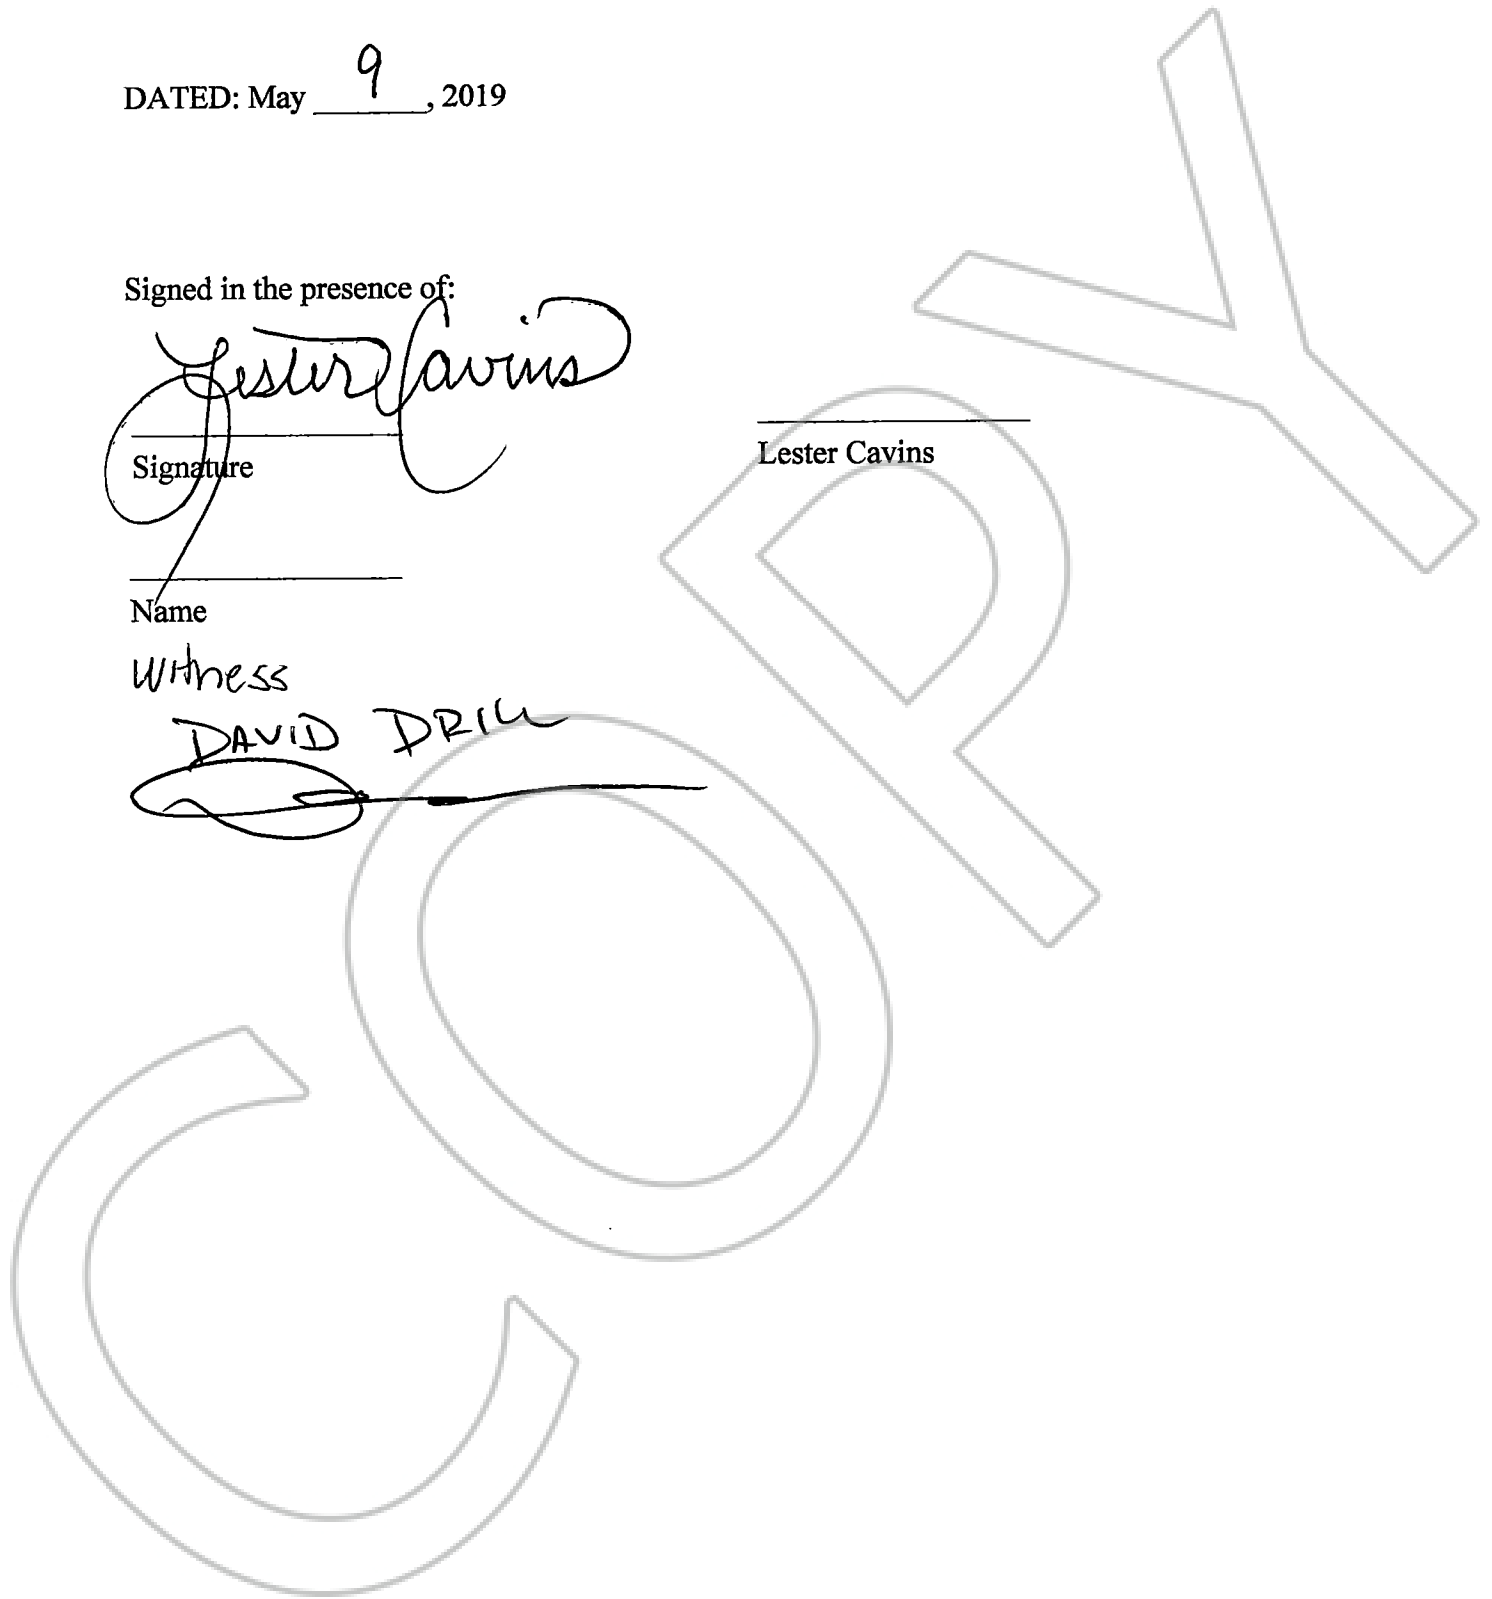 DATED: May 9, 2019
Signed in the presence of:
Lester Cavins
Signature
Lester Cavins
Name
Witness
DAVID DRILL
COPY